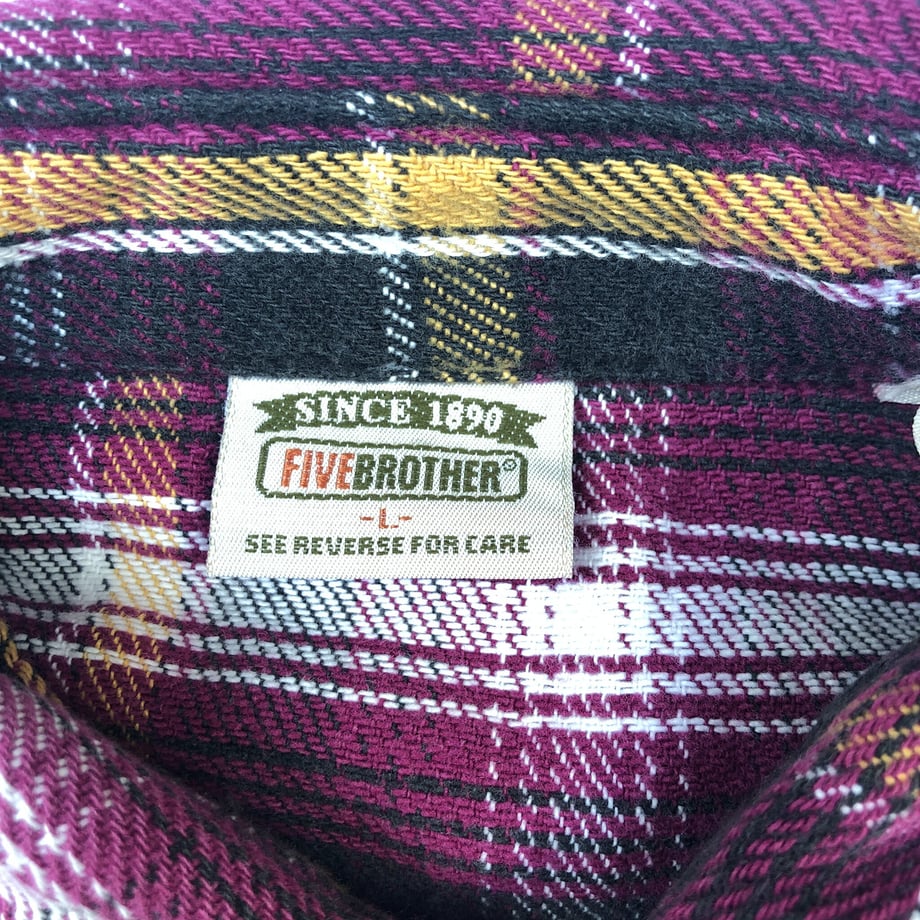 SINCE 1890
FIVEBROTHER®
-L-
SEE REVERSE FOR CARE